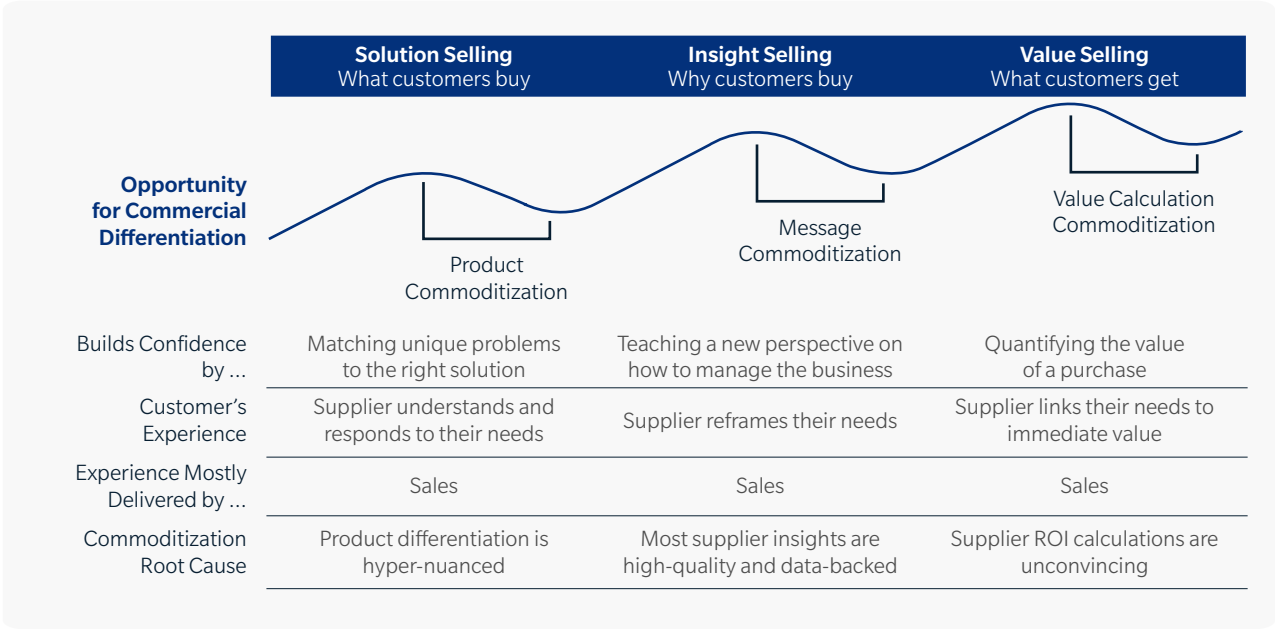 Solution Selling
What customers buy
Insight Selling
Why customers buy
Value Selling
What customers get
Opportunity
for Commercial
Differentiation
Product
Commoditization
Message
Commoditization
Value Calculation
Commoditization
Builds Confidence
by ...
Matching unique problems
to the right solution
Teaching a new perspective on
how to manage the business
Quantifying the value
of a purchase
Customer’s
Experience
Supplier understands and
responds to their needs
Supplier reframes their needs
Supplier links their needs to
immediate value
Experience Mostly
Delivered by ...
Sales
Sales
Sales
Commoditization
Root Cause
Product differentiation is
hyper-nuanced
Most supplier insights are
high-quality and data-backed
Supplier ROI calculations are
unconvincing